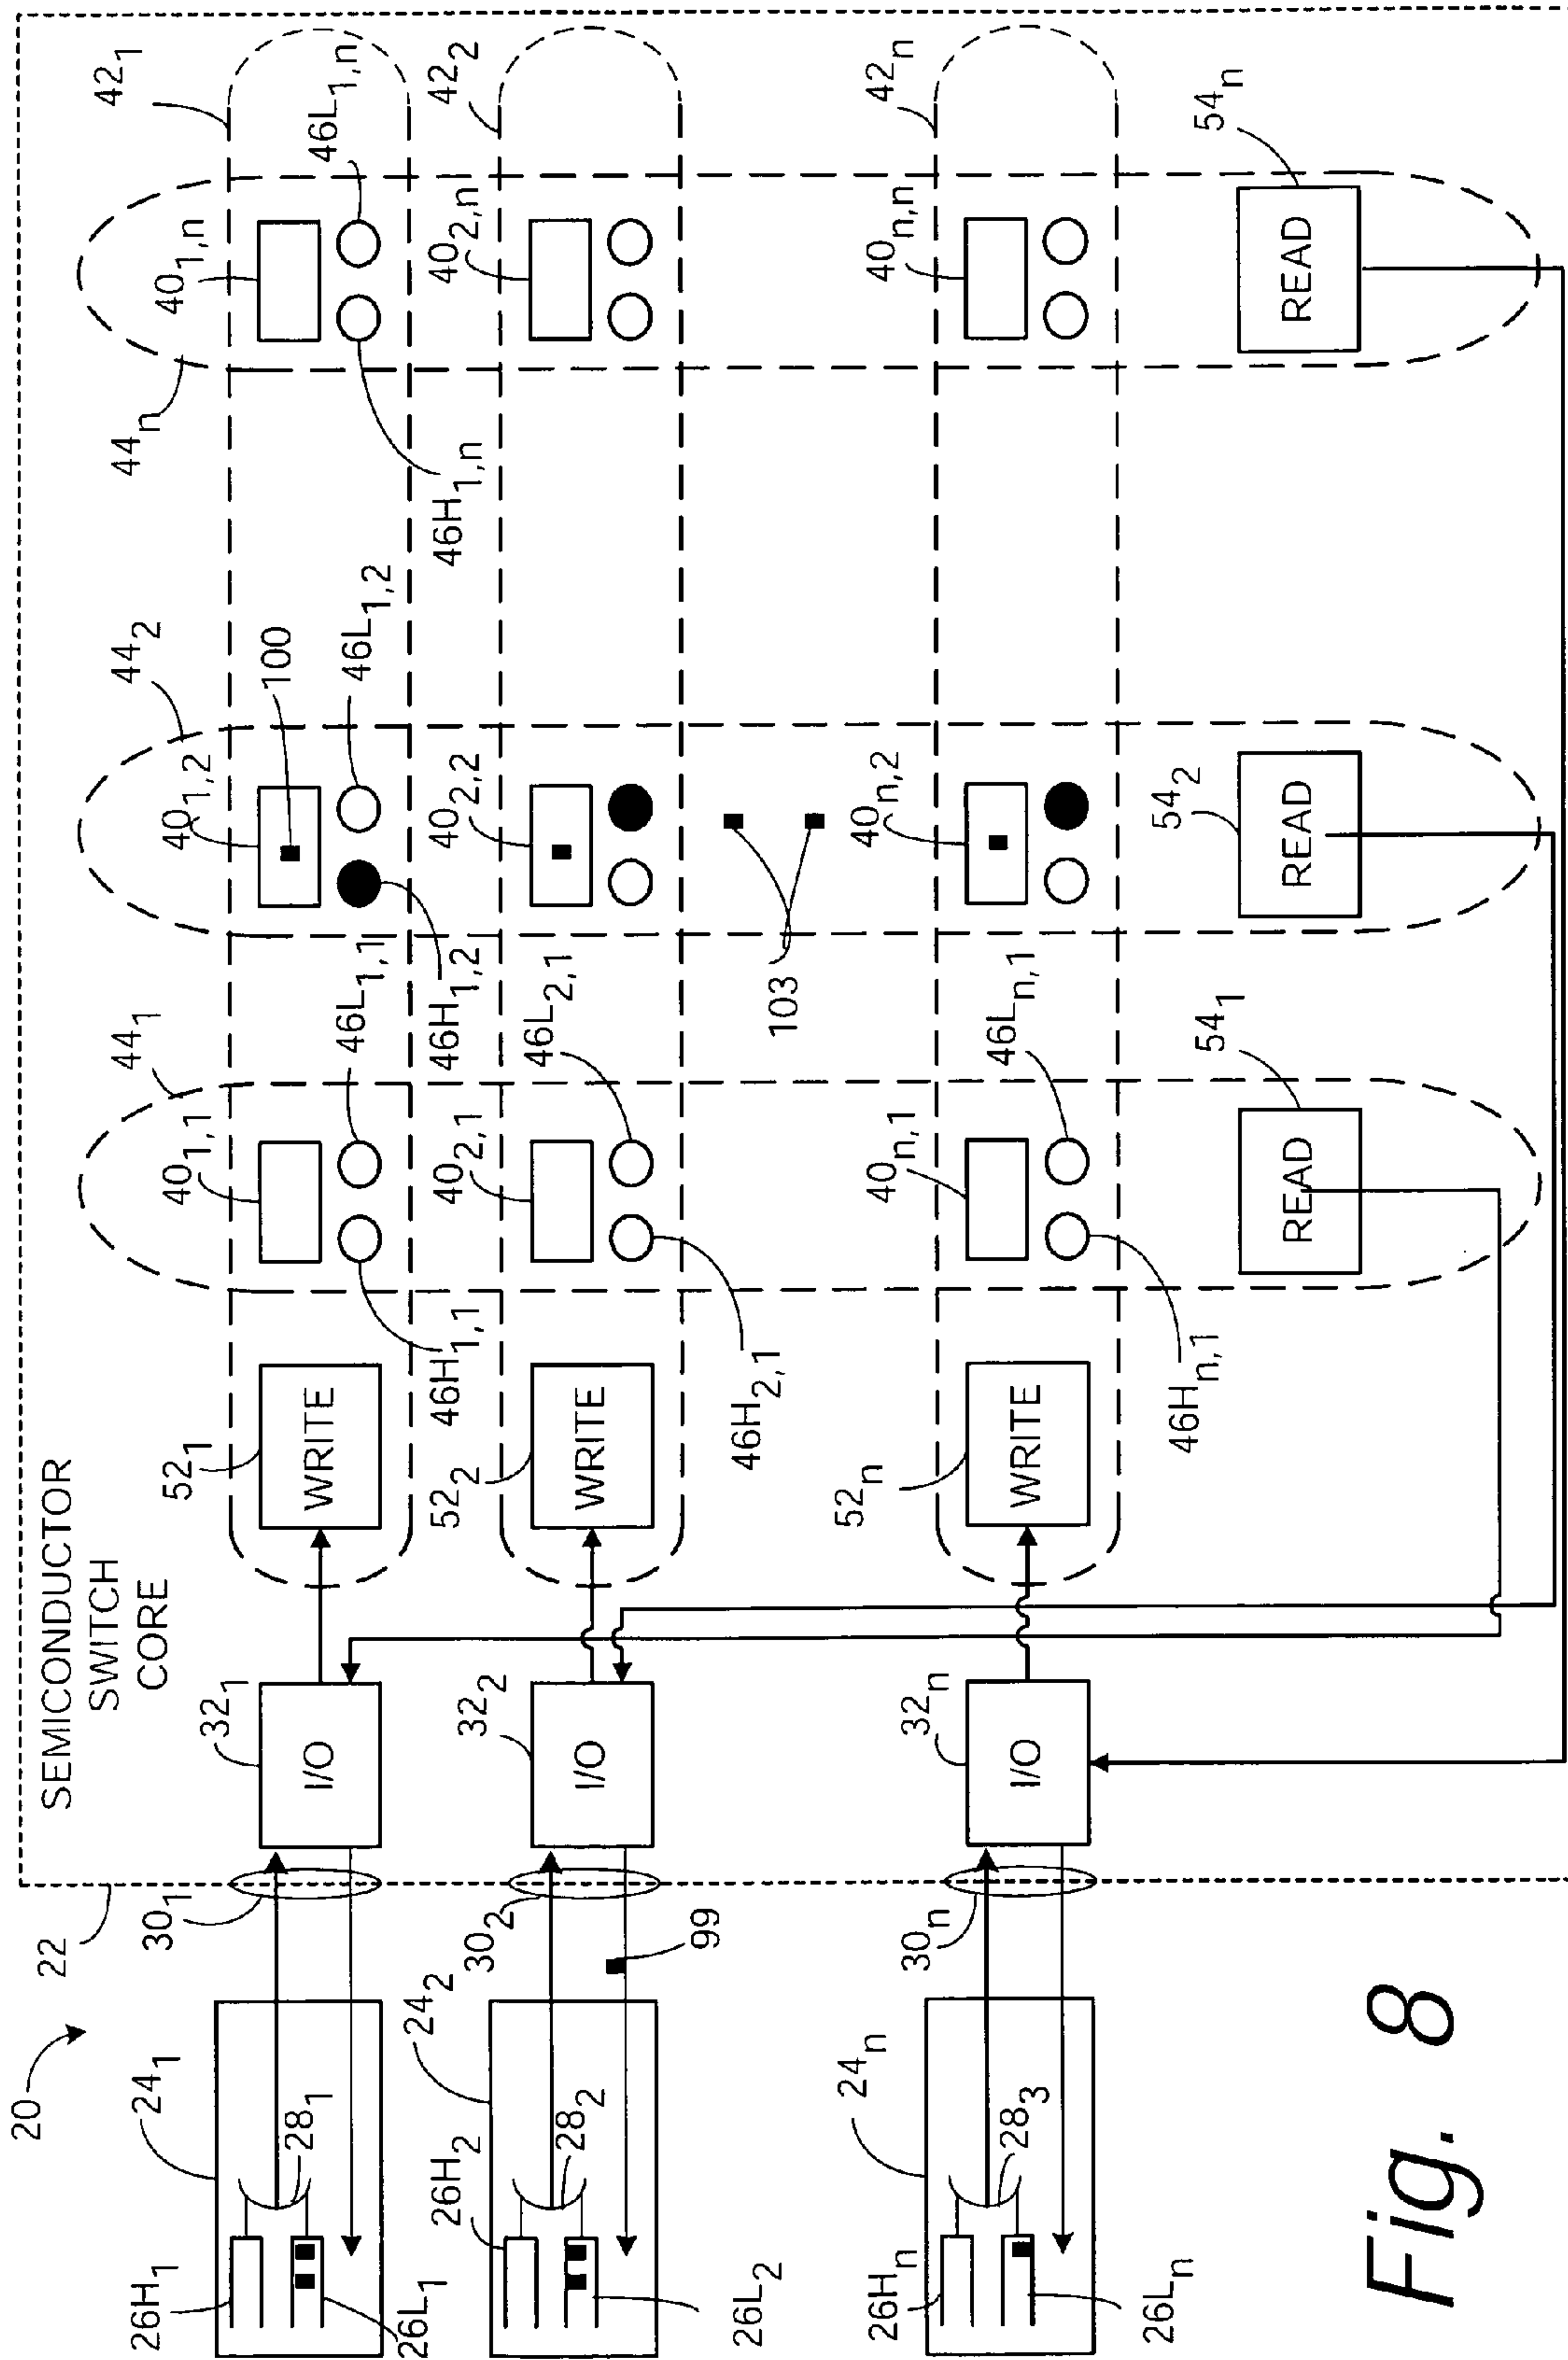 20
22
SEMICONDUCTOR
SWITCH
CORE
24₁
26H₁
26L₁
28₁
30₁
32₁
I/O
52₁
WRITE
46H₁,₁
40₁,₁
46L₁,₁
44₁
46H₁,₂
40₁,₂
100
46L₁,₂
44₂
46H₁,n
40₁,n
46L₁,n
44n
42₁
24₂
26H₂
26L₂
28₂
30₂
99
32₂
I/O
52₂
WRITE
46H₂,₁
40₂,₁
46L₂,₁
40₂,₂
103
40₂,n
42₂
24n
26Hn
26Ln
28₃
30n
32n
I/O
52n
WRITE
46Hn,₁
40n,₁
46Ln,₁
40n,₂
40n,n
42n
READ
54₁
READ
54₂
READ
54n
Fig. 8